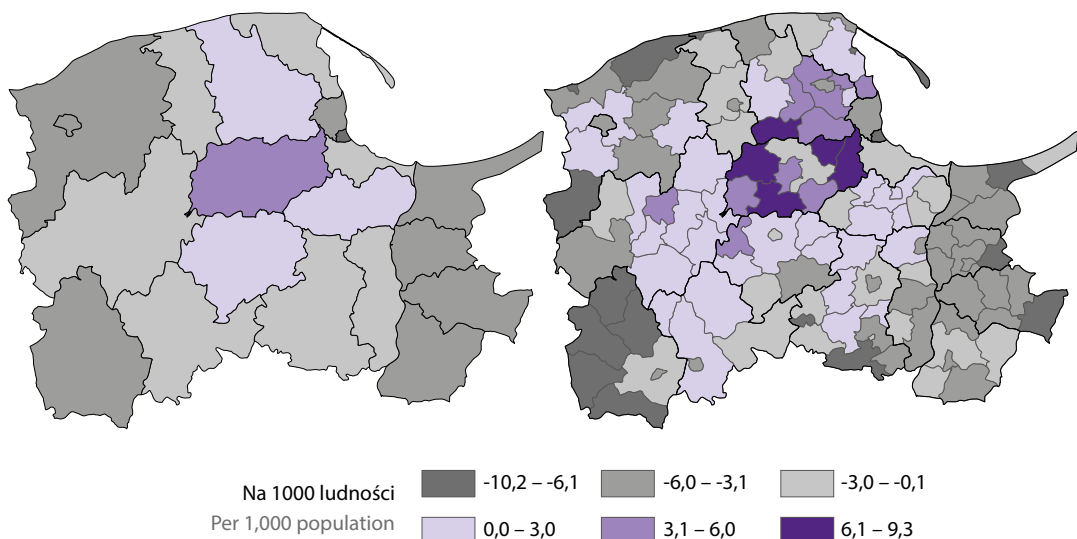 Na 1000 ludności
Per 1,000 population
-10,2 – -6,1
-6,0 – -3,1
-3,0 – -0,1
0,0 – 3,0
3,1 – 6,0
6,1 – 9,3